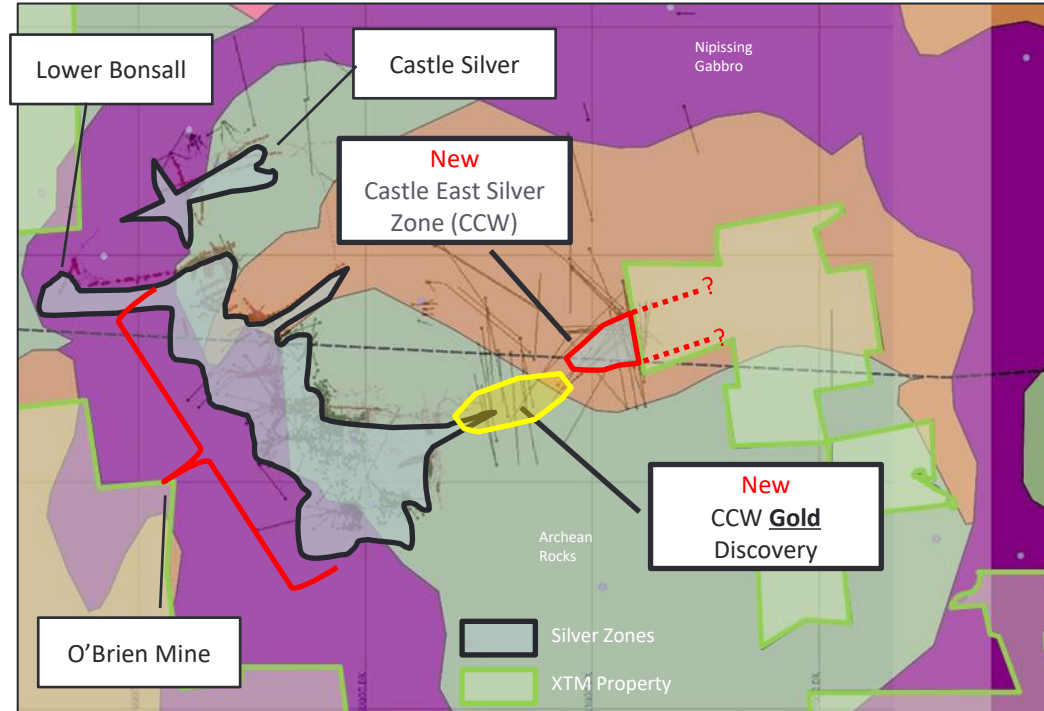 Nipissing
Gabbro
Lower Bonsall
Castle Silver
New
Castle East Silver
Zone (CCW)
?
?
New
CCW Gold
Discovery
Archean
Rocks
O’Brien Mine
Silver Zones
XTM Property